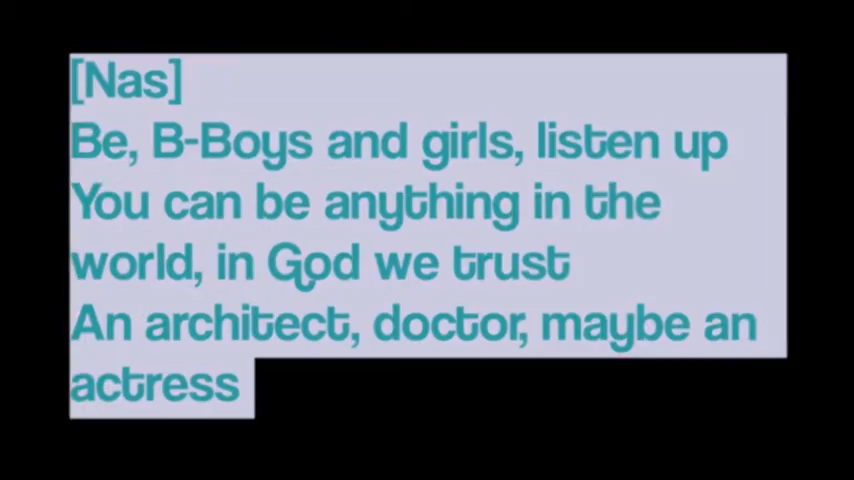 [Nas]
Be, B-Boys and girls, listen up
You can be anything in the
world, in God we trust
An architect, doctor, maybe an
actress